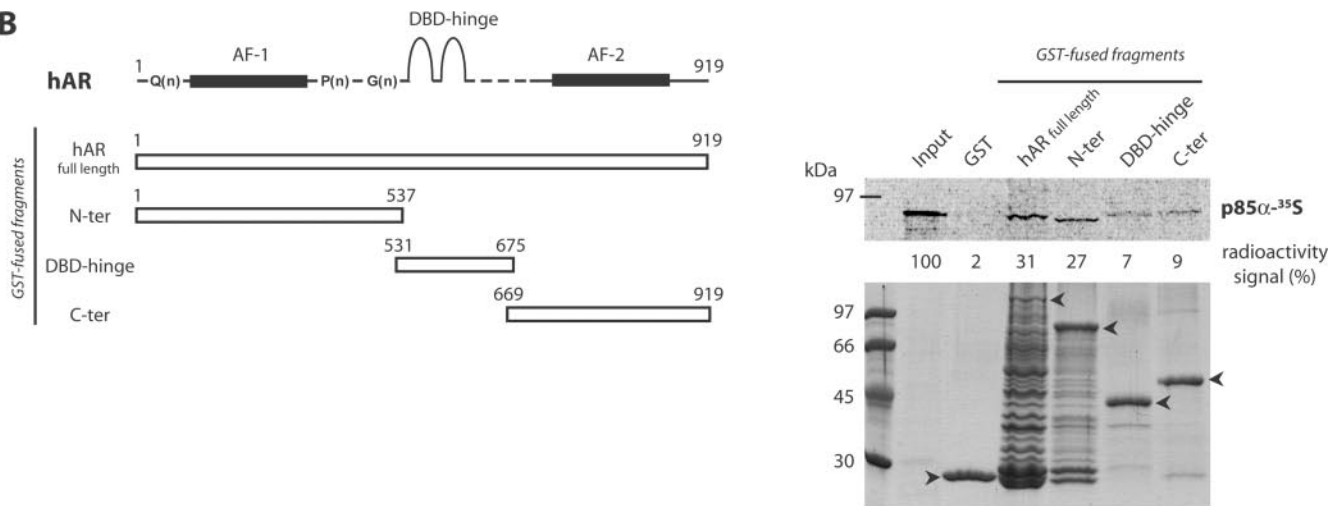 B
DBD-hinge
AF-1
AF-2
1
919
hAR
Q(n)
P(n)
G(n)
GST-fused fragments
hAR
full length
1
919
N-ter
1
537
DBD-hinge
531
675
C-ter
669
919
GST-fused fragments
Input
GST
hAR full length
N-ter
DBD-hinge
C-ter
kDa
97
p85α-³⁵S
100 2 31 27 7 9
radioactivity
signal (%)
97
66
45
30